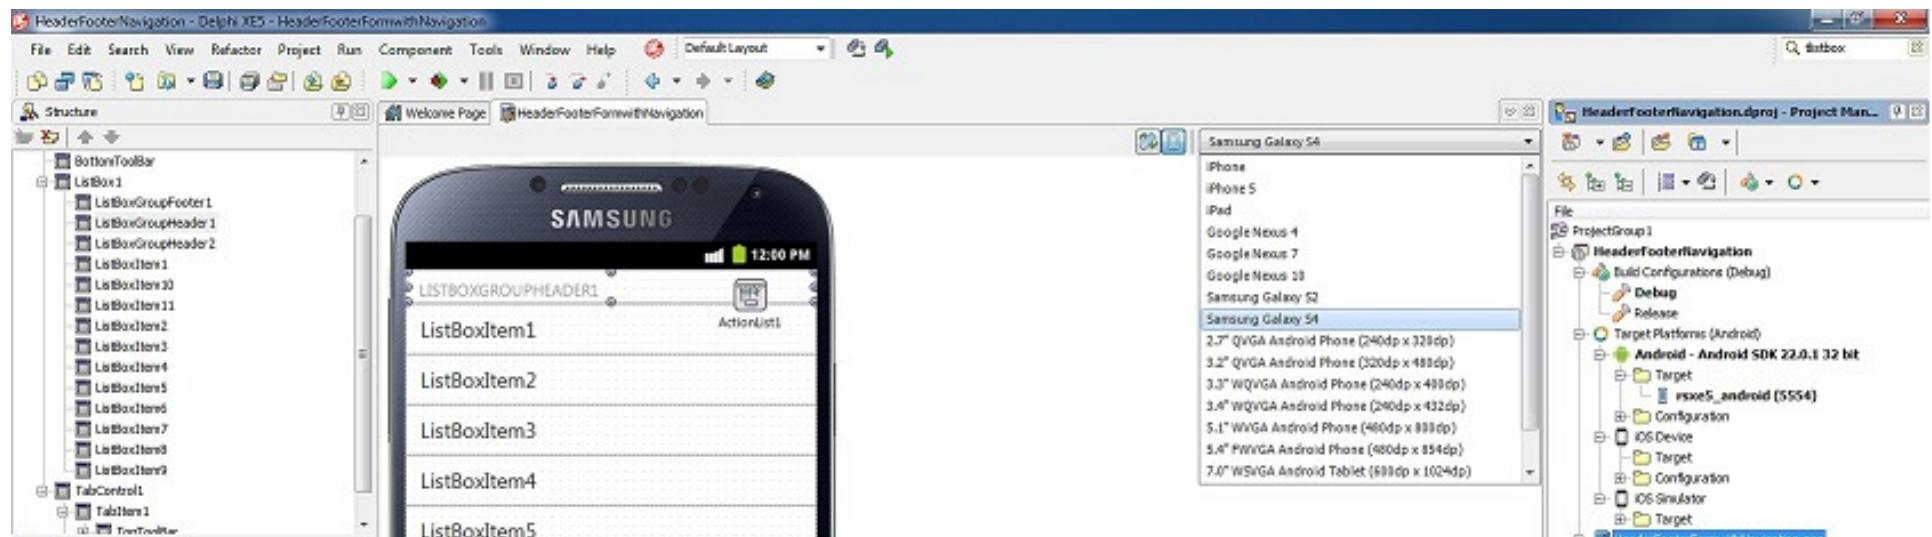 HeaderFooterNavigation - Delphi XE5 - HeaderFooterFormwithNavigation
File Edit Search View Refactor Project Run Component Tools Window Help Default Layout
tlistbox
Structure
BottomToolBar
ListBox1
ListBoxGroupFooter1
ListBoxGroupHeader1
ListBoxGroupHeader2
ListBoxItem1
ListBoxItem10
ListBoxItem11
ListBoxItem2
ListBoxItem3
ListBoxItem4
ListBoxItem5
ListBoxItem6
ListBoxItem7
ListBoxItem8
ListBoxItem9
TabControl1
TabItem1
TopToolBar
Welcome Page HeaderFooterFormwithNavigation
SAMSUNG
12:00 PM
LISTBOXGROUPHEADER1
ActionList1
ListBoxItem1
ListBoxItem2
ListBoxItem3
ListBoxItem4
ListBoxItem5
Samsung Galaxy S4
iPhone
iPhone 5
iPad
Google Nexus 4
Google Nexus 7
Google Nexus 10
Samsung Galaxy S2
Samsung Galaxy S4
2.7" QVGA Android Phone (240dp x 320dp)
3.2" QVGA Android Phone (320dp x 480dp)
3.3" WQVGA Android Phone (240dp x 400dp)
3.4" WQVGA Android Phone (240dp x 432dp)
5.1" WVGA Android Phone (480dp x 800dp)
5.4" FWVGA Android Phone (480dp x 854dp)
7.0" WSVGA Android Tablet (600dp x 1024dp)
HeaderFooterNavigation.dproj - Project Man...
File
ProjectGroup1
HeaderFooterNavigation
Build Configurations (Debug)
Debug
Release
Target Platforms (Android)
Android - Android SDK 22.0.1 32 bit
Target
rsxe5_android (5554)
Configuration
iOS Device
Target
Configuration
iOS Simulator
Target